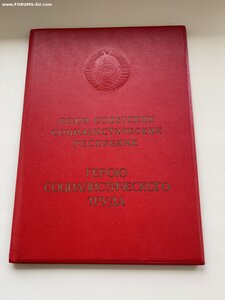 © www.FORUMS-SU.com
СОЮЗ СОВЕТСКИХ
СОЦИАЛИСТИЧЕСКИХ
РЕСПУБЛИК
ГЕРОЮ
СОЦИАЛИСТИЧЕСКОГО
ТРУДА